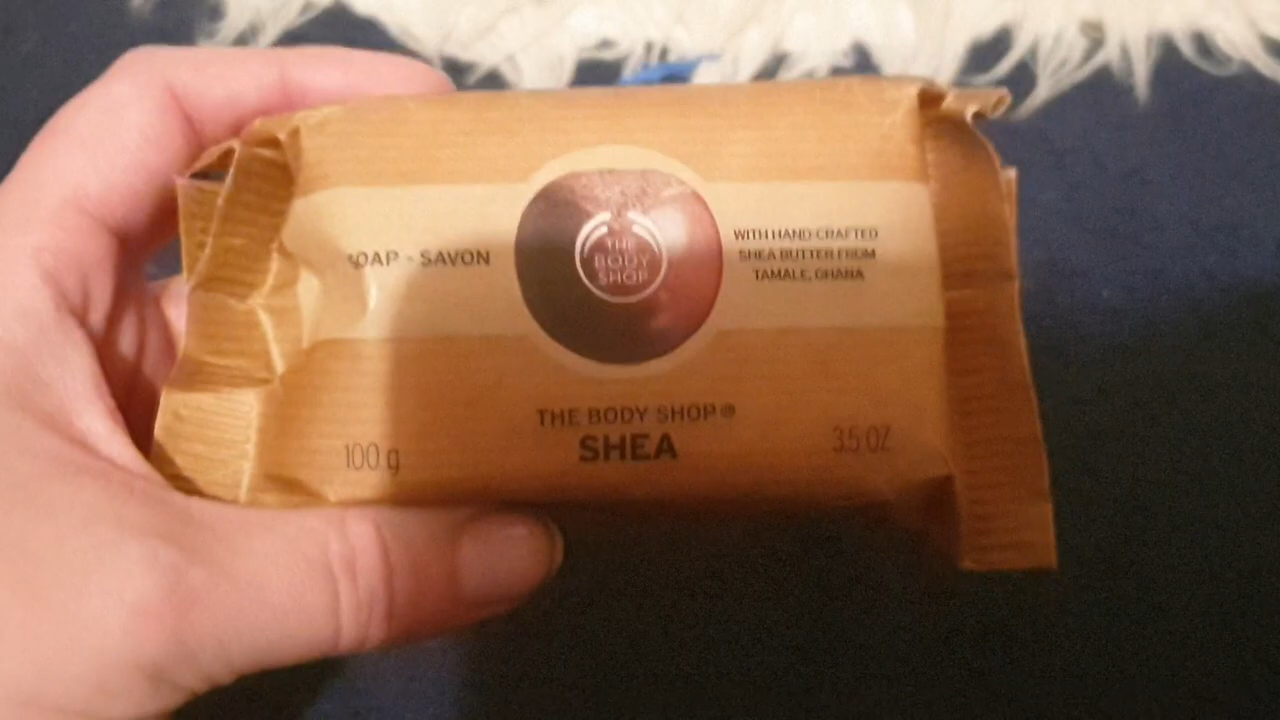 SOAP - SAVON
THE
BODY
SHOP
WITH HAND-CRAFTED
SHEA BUTTER FROM
TAMALE, GHANA
THE BODY SHOP®
SHEA
100 g
3.5 OZ